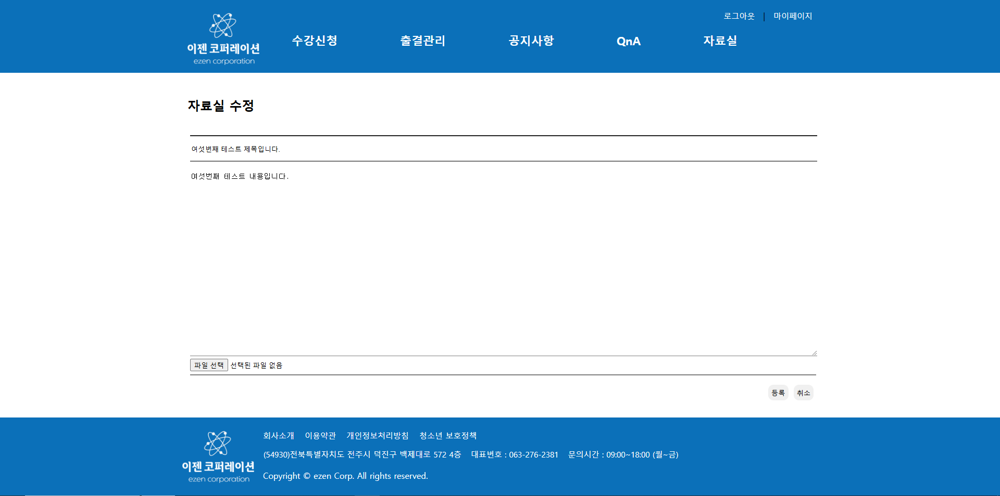 로그아웃 | 마이페이지
이젠 코퍼레이션
ezen corporation
수강신청 출결관리 공지사항 QnA 자료실
자료실 수정
여섯번째 테스트 제목입니다.
여섯번째 테스트 내용입니다.
파일 선택 선택된 파일 없음
등록 취소
이젠 코퍼레이션
ezen corporation
회사소개 이용약관 개인정보처리방침 청소년 보호정책
(54930)전북특별자치도 전주시 덕진구 백제대로 572 4층 대표번호 : 063-276-2381 문의시간 : 09:00~18:00 (월~금)
Copyright © ezen Corp. All rights reserved.